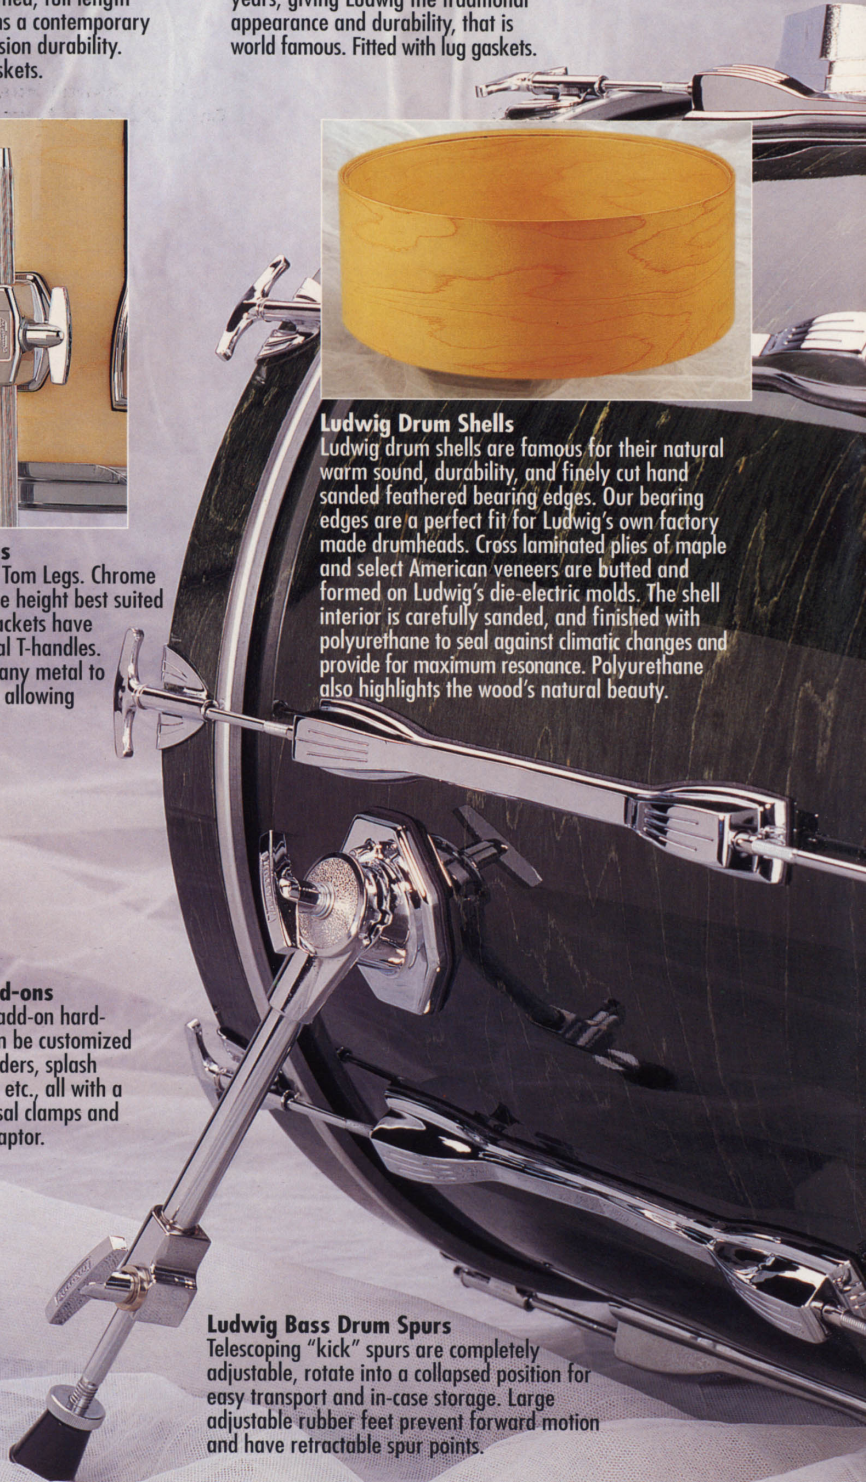 ned, full length
as a contemporary
sion durability.
skets.
years, giving Ludwig the traditional
appearance and durability, that is
world famous. Fitted with lug gaskets.
s
Tom Legs. Chrome
e height best suited
ackets have
al T-handles.
any metal to
allowing
Ludwig Drum Shells
Ludwig drum shells are famous for their natural
warm sound, durability, and finely cut hand
sanded feathered bearing edges. Our bearing
edges are a perfect fit for Ludwig's own factory
made drumheads. Cross laminated plies of maple
and select American veneers are butted and
formed on Ludwig's die-electric molds. The shell
interior is carefully sanded, and finished with
polyurethane to seal against climatic changes and
provide for maximum resonance. Polyurethane
also highlights the wood's natural beauty.
d-ons
add-on hard-
n be customized
ders, splash
etc., all with a
sal clamps and
aptor.
Ludwig Bass Drum Spurs
Telescoping "kick" spurs are completely
adjustable, rotate into a collapsed position for
easy transport and in-case storage. Large
adjustable rubber feet prevent forward motion
and have retractable spur points.